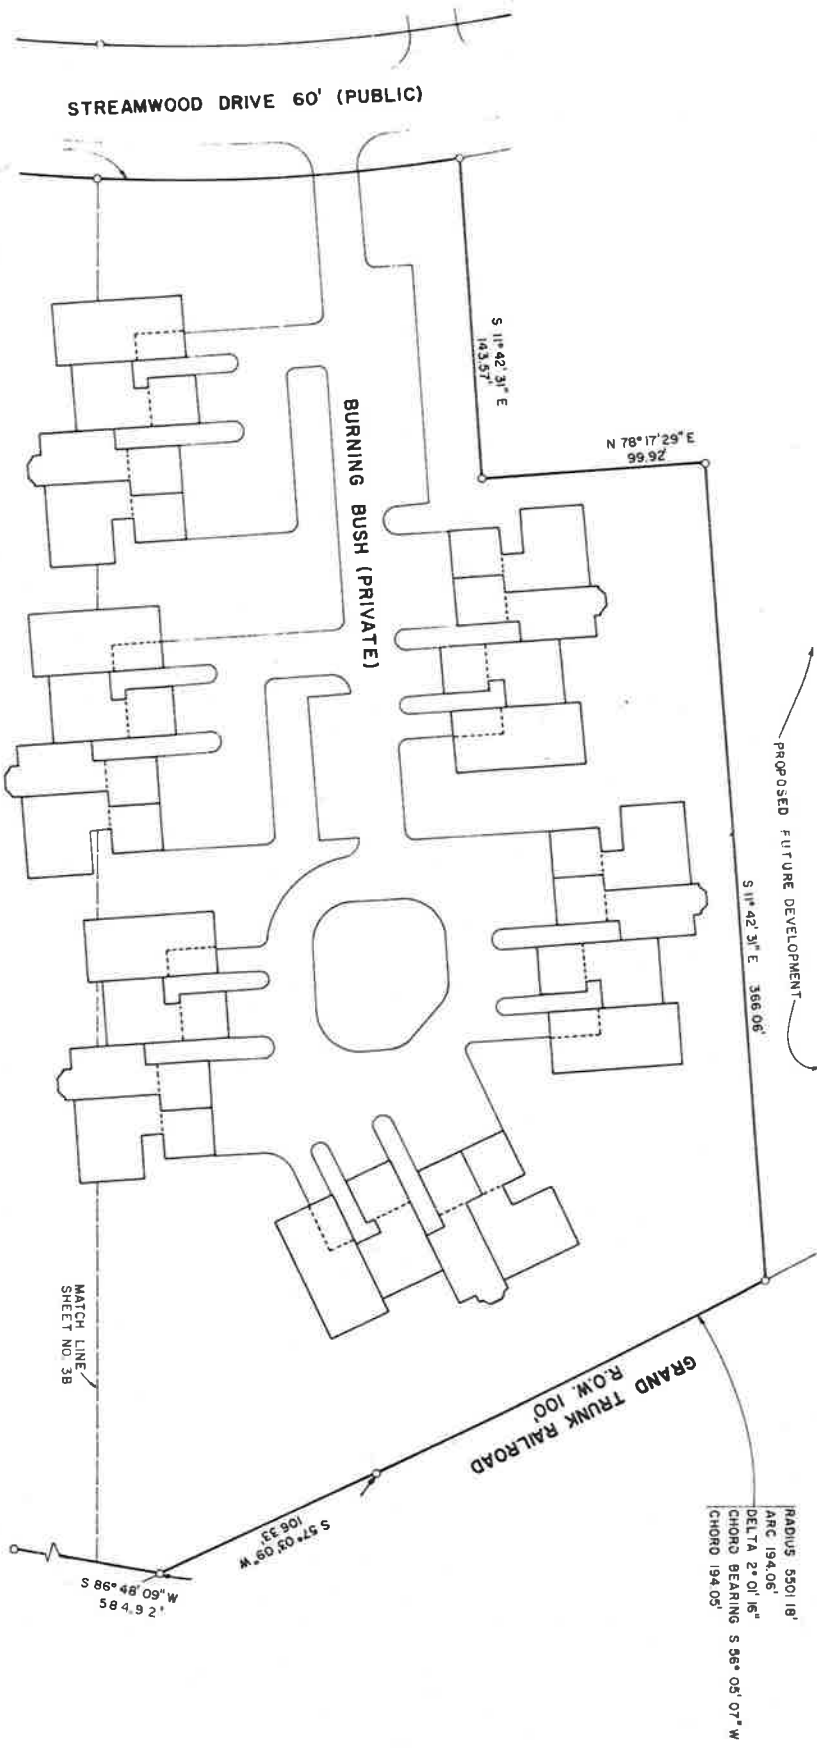 STREAMWOOD DRIVE 60' (PUBLIC)
S 11° 42' 31" E
143.57'
N 78° 17' 29" E
99.92'
BURNING BUSH (PRIVATE)
PROPOSED FUTURE DEVELOPMENT
S 11° 42' 31" E 366.06'
MATCH LINE
SHEET NO. 3B
GRAND TRUNK RAILROAD
R.O.W. 100'
S 57° 03' 09" W
106.33'
S 86° 48' 09" W
584.92'
RADIUS 5501.18'
ARC 194.06'
DELTA 2° 01' 16"
CHORD BEARING S 56° 05' 07" W
CHORD 194.05'